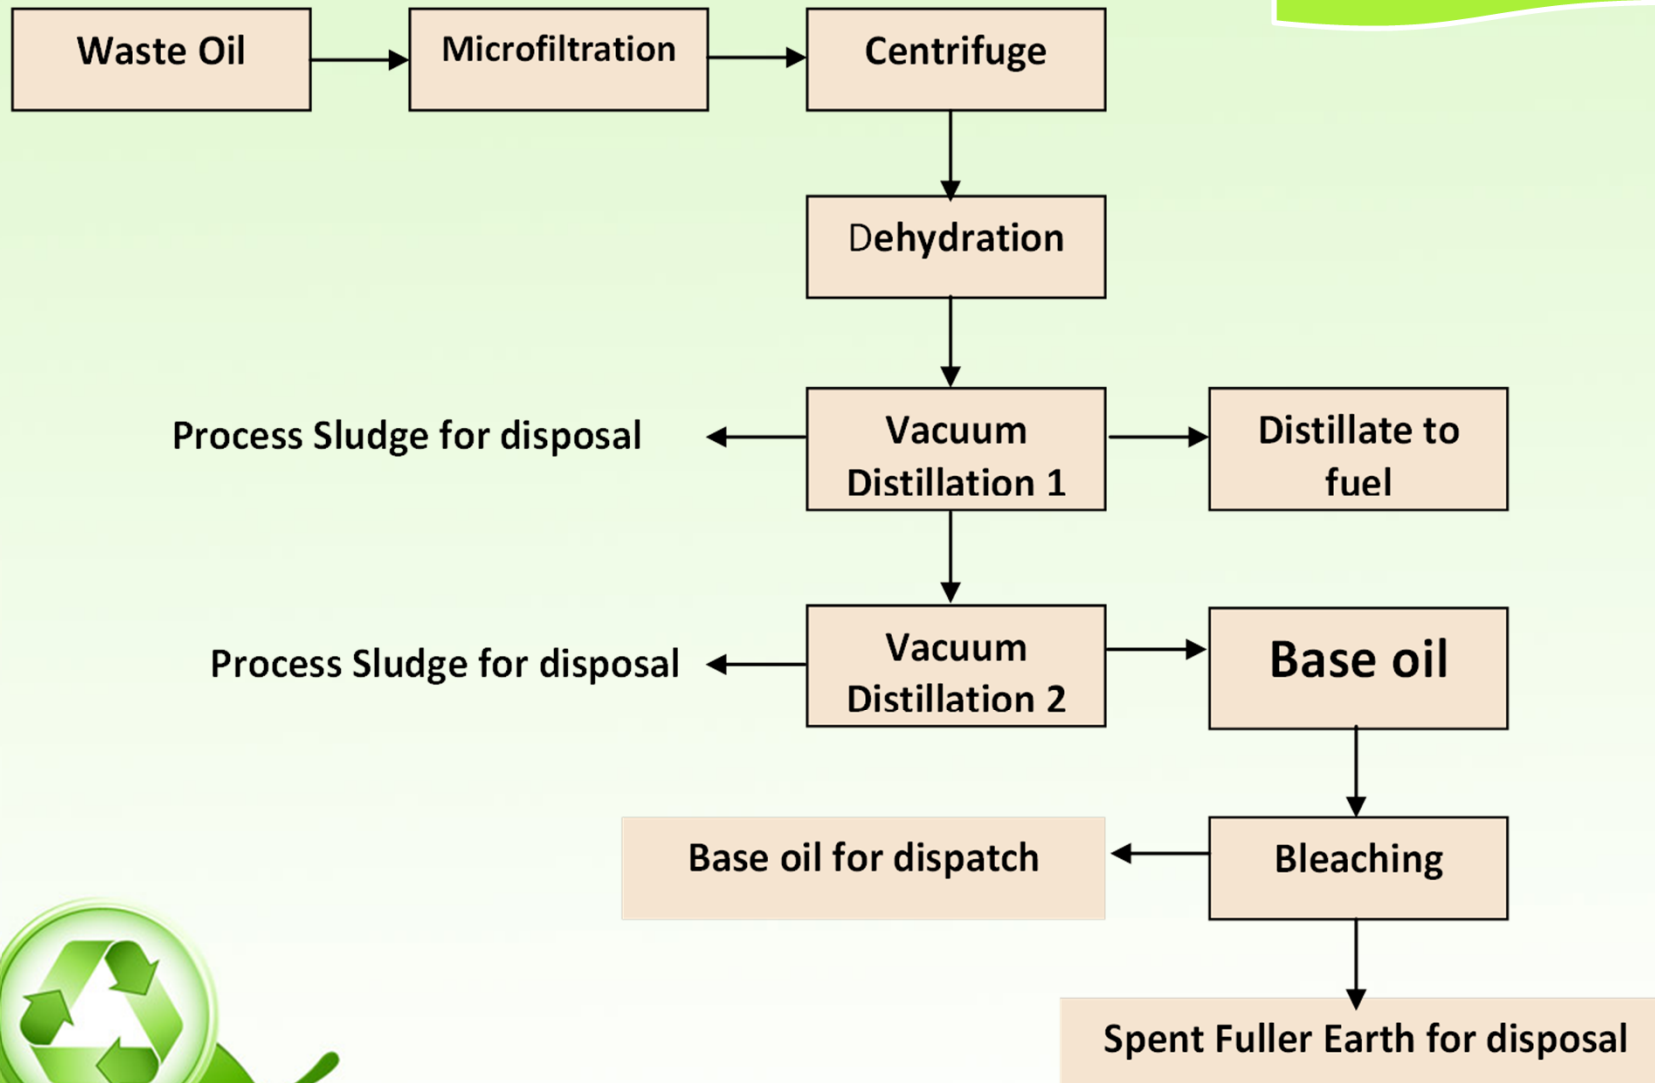 Waste Oil
Microfiltration
Centrifuge
Dehydration
Process Sludge for disposal
Vacuum
Distillation 1
Distillate to
fuel
Process Sludge for disposal
Vacuum
Distillation 2
Base oil
Base oil for dispatch
Bleaching
Spent Fuller Earth for disposal